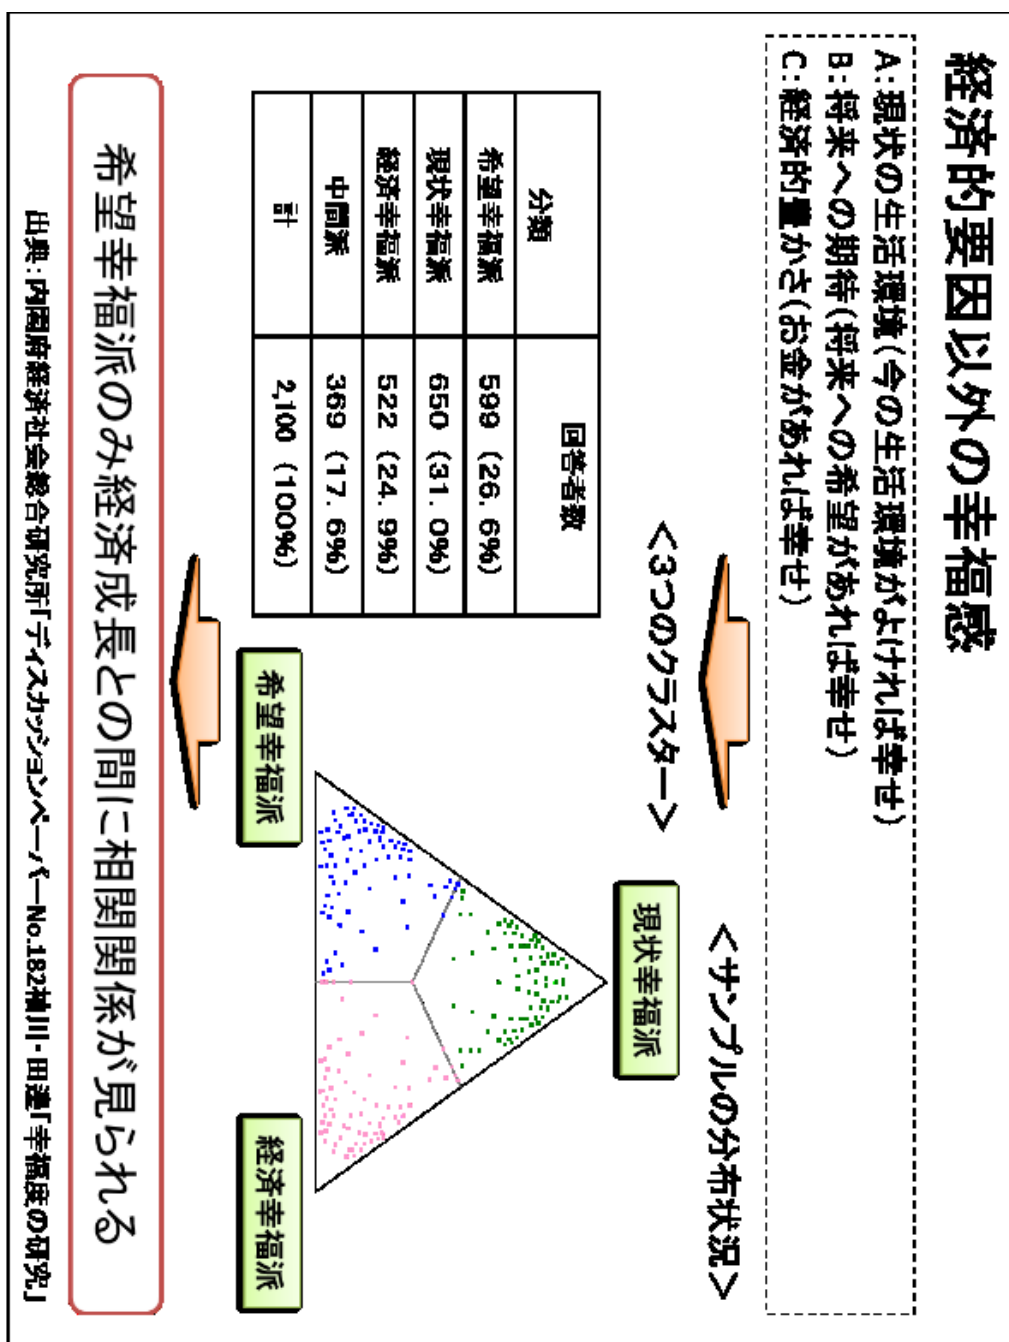 経済的要因以外の幸福感
A:現状の生活環境(今の生活環境がよければ幸せ)
B:将来への期待(将来への希望があれば幸せ)
C:経済的豊かさ(お金があれば幸せ)
<3つのクラスター>
分類 回答者数
希望幸福派 599 (26.6%)
現状幸福派 650 (31.0%)
経済幸福派 522 (24.9%)
中間派 369 (17.6%)
計 2,100 (100%)
<サンプルの分布状況>
現状幸福派
希望幸福派
経済幸福派
希望幸福派のみ経済成長との間に相関関係が見られる
出典:内閣府経済社会総合研究所「ディスカッションペーパーNo.182袖川・田邊「幸福度の研究」